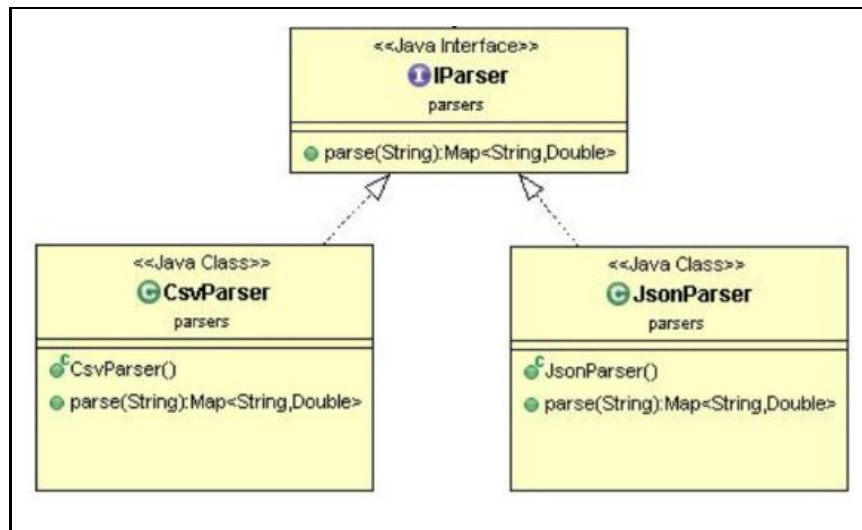 <<Java Interface>>
IParser
parsers
parse(String):Map<String,Double>
<<Java Class>>
CsvParser
parsers
CsvParser()
parse(String):Map<String,Double>
<<Java Class>>
JsonParser
parsers
JsonParser()
parse(String):Map<String,Double>